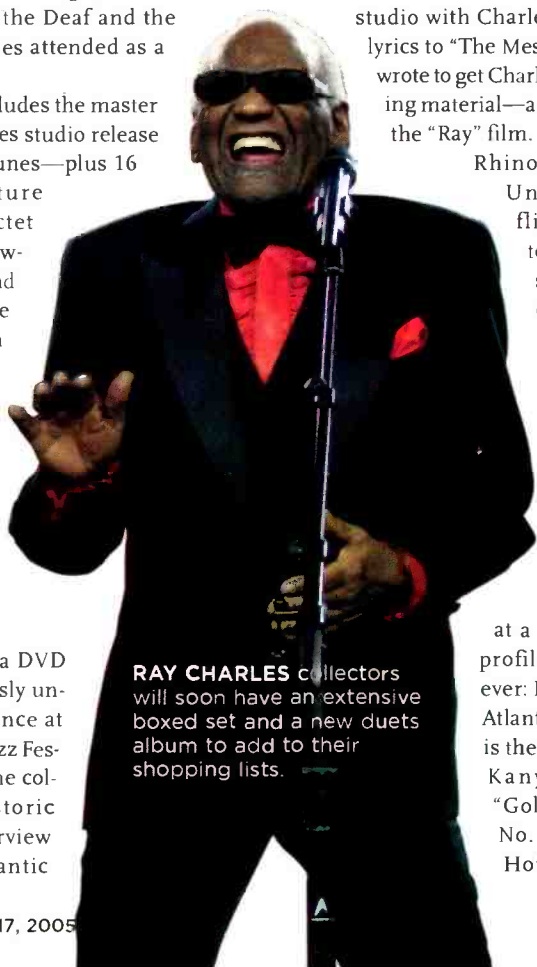 the Deaf and the
es attended as a
ludes the master
es studio release
unes—plus 16
ture
ctet
w-
nd
e
a DVD
sly un-
nce at
zz Fes-
he col-
storic
rview
antic
17, 2005
RAY CHARLES collectors
will soon have an extensive
boxed set and a new duets
album to add to their
shopping lists.
studio with Charle
lyrics to “The Mes
wrote to get Charl
ing material—a
the “Ray” film.
Rhino
Un
fli
to
at a
profil
ever: I
Atlant
is the
Kany
“Gol
No.
Ho